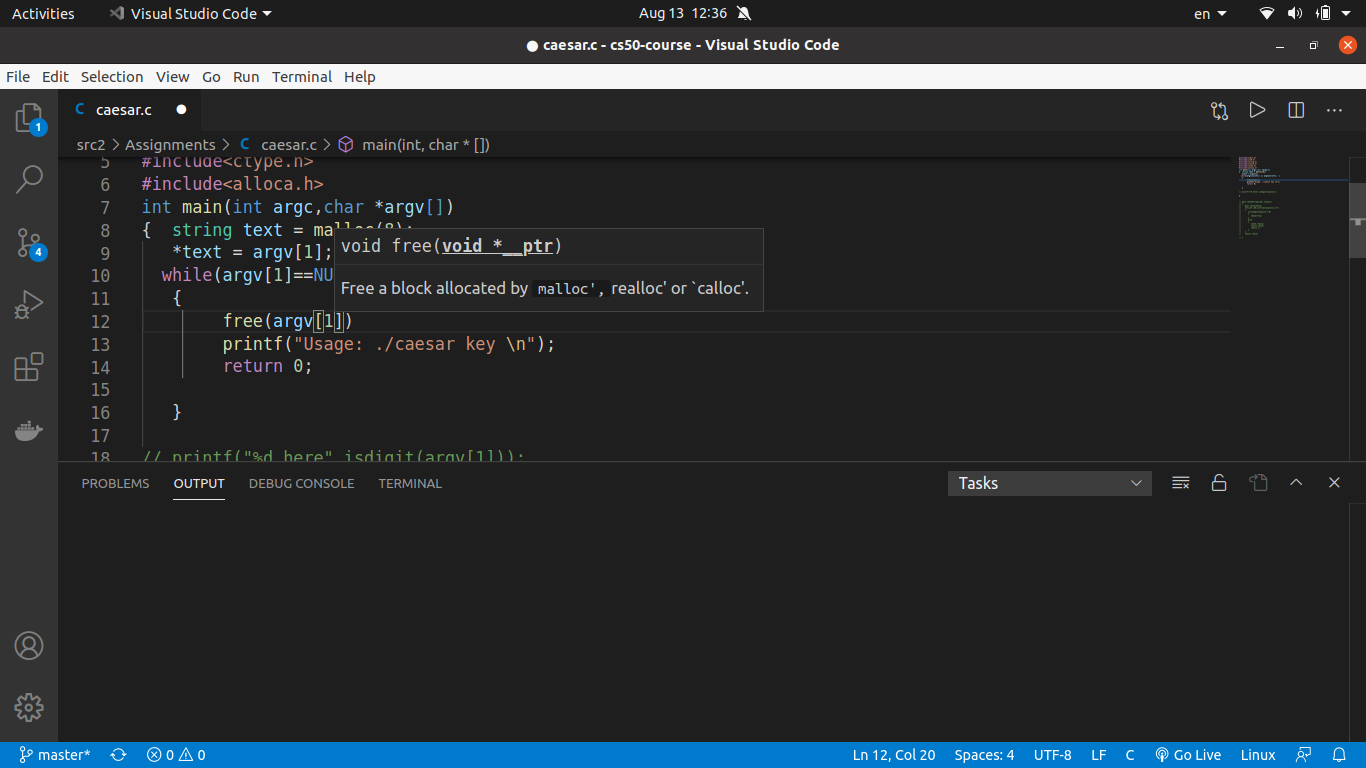 Activities Visual Studio Code Aug 13 12:36 en
caesar.c - cs50-course - Visual Studio Code
File Edit Selection View Go Run Terminal Help
1
C caesar.c
src2 > Assignments > C caesar.c > main(int, char * [])
5 #include<ctype.h>
6 #include<alloca.h>
7 int main(int argc,char *argv[])
8 { string text = malloc(8);
void free(void *__ptr)
9 *text = argv[1];
10 while(argv[1]==NU
Free a block allocated by malloc', realloc' or `calloc'.
11 {
12 free(argv[1])
13 printf("Usage: ./caesar key \n");
14 return 0;
15
16 }
17
18 // printf("%d here",isdigit(argv[1]));
4
PROBLEMS OUTPUT DEBUG CONSOLE TERMINAL Tasks
master* 0 0 Ln 12, Col 20 Spaces: 4 UTF-8 LF C Go Live Linux